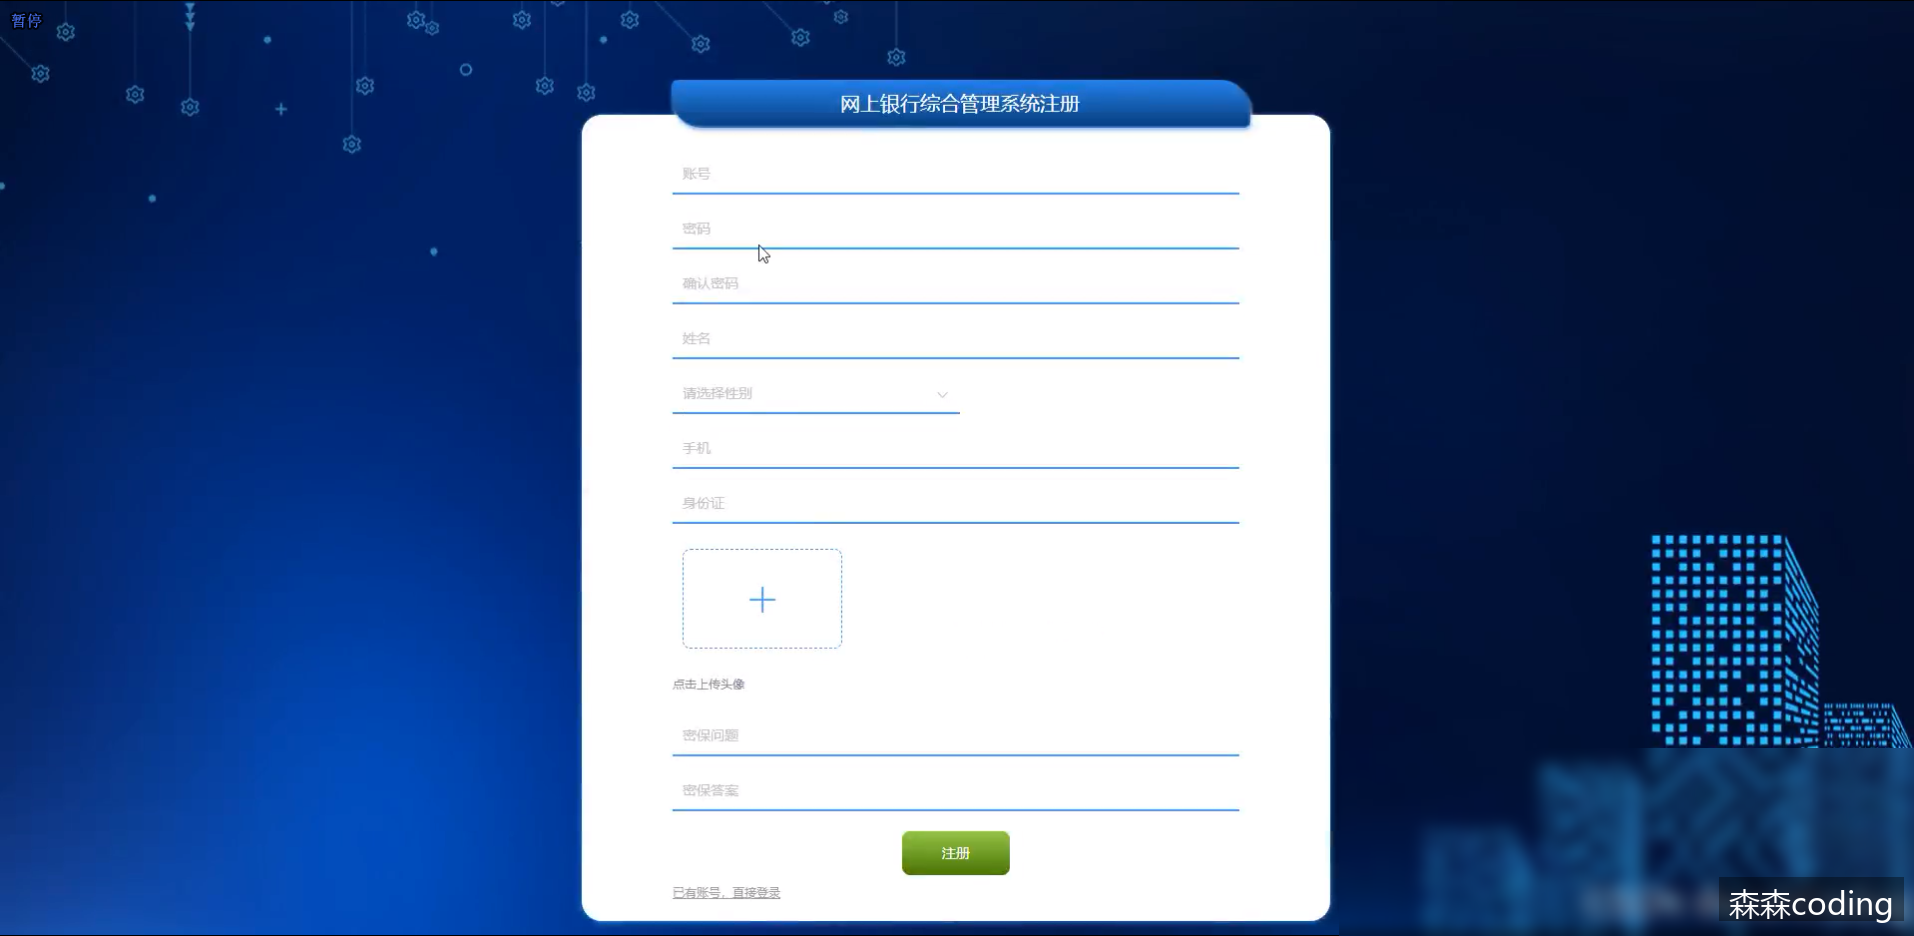 暂停
网上银行综合管理系统注册
账号
密码
确认密码
姓名
请选择性别
手机
身份证
点击上传头像
密保问题
密保答案
注册
已有账号，直接登录
森森coding